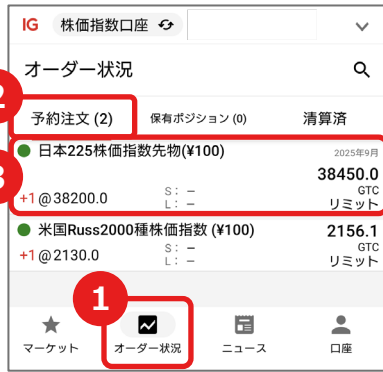 IG 株価指数口座
オーダー状況
2
予約注文 (2) 保有ポジション (0) 清算済
3
日本225株価指数先物(¥100) 2025年9月
38450.0
+1@38200.0 S: − GTC
L: − リミット
米国Russ2000種株価指数 (¥100) 2156.1
+1@2130.0 S: − GTC
L: − リミット
1
マーケット オーダー状況 ニュース 口座